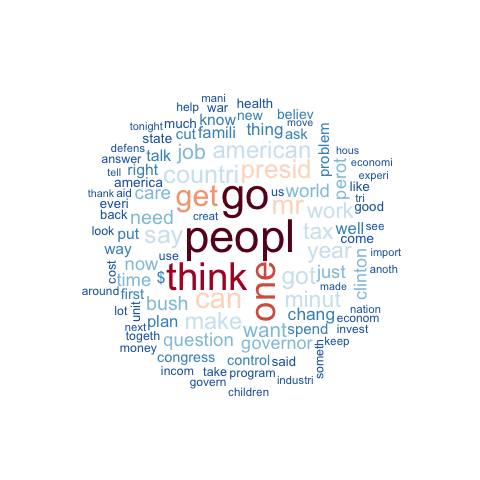 mani
help war health
tonight much know new believ move
state cut famili thing ask
defens job american problem hous
answer talk economi
tell right countri presid perot experi
thank aid america care get go us world like tri
everi need mr work good
back say peopl tax well see
look put come
way think one year import
now use creat got just anoth
cost time $ can made clinton
around first bush minut nation
unit make chang econom
lot plan want spend invest
next question governor keep
togeth
money congress control said someth
incom take program
govern industri
children